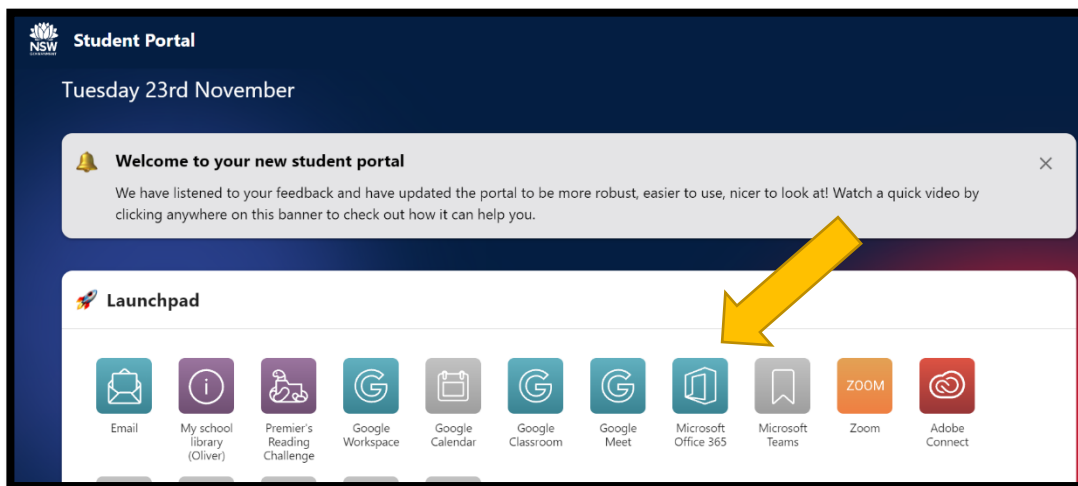 NSW
Student Portal
Tuesday 23rd November
Welcome to your new student portal
We have listened to your feedback and have updated the portal to be more robust, easier to use, nicer to look at! Watch a quick video by
clicking anywhere on this banner to check out how it can help you.
Launchpad
ZOOM
Email
My school
library
(Oliver)
Premier's
Reading
Challenge
Google
Workspace
Google
Calendar
Google
Classroom
Google
Meet
Microsoft
Office 365
Microsoft
Teams
Zoom
Adobe
Connect